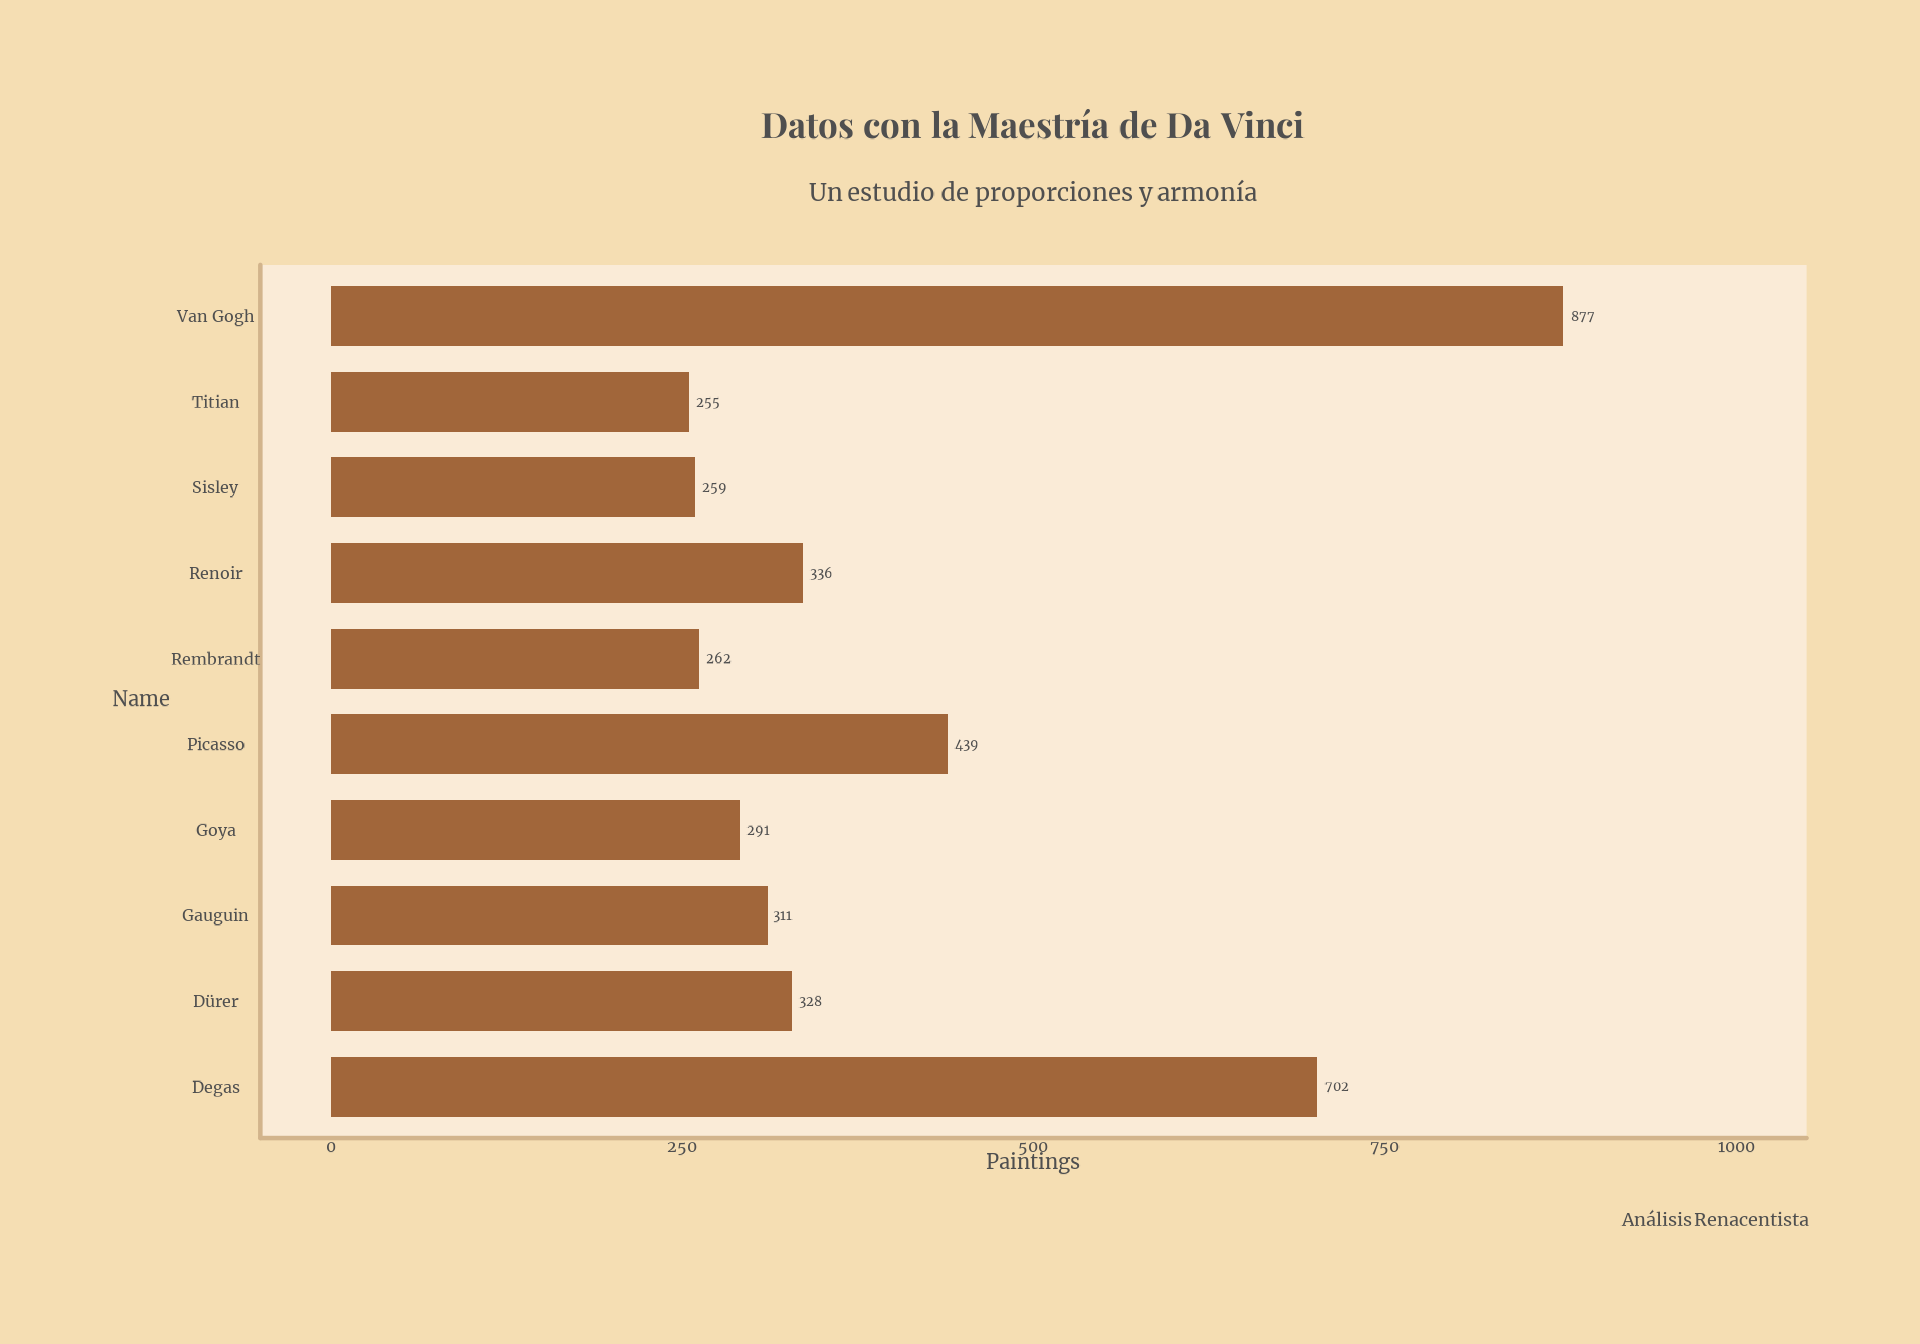 Datos con la Maestría de Da Vinci
Un estudio de proporciones y armonía
Van Gogh 877
Titian 255
Sisley 259
Renoir 336
Rembrandt 262
Name
Picasso 439
Goya 291
Gauguin 311
Dürer 328
Degas 702
0 250 500 750 1000
Paintings
Análisis Renacentista